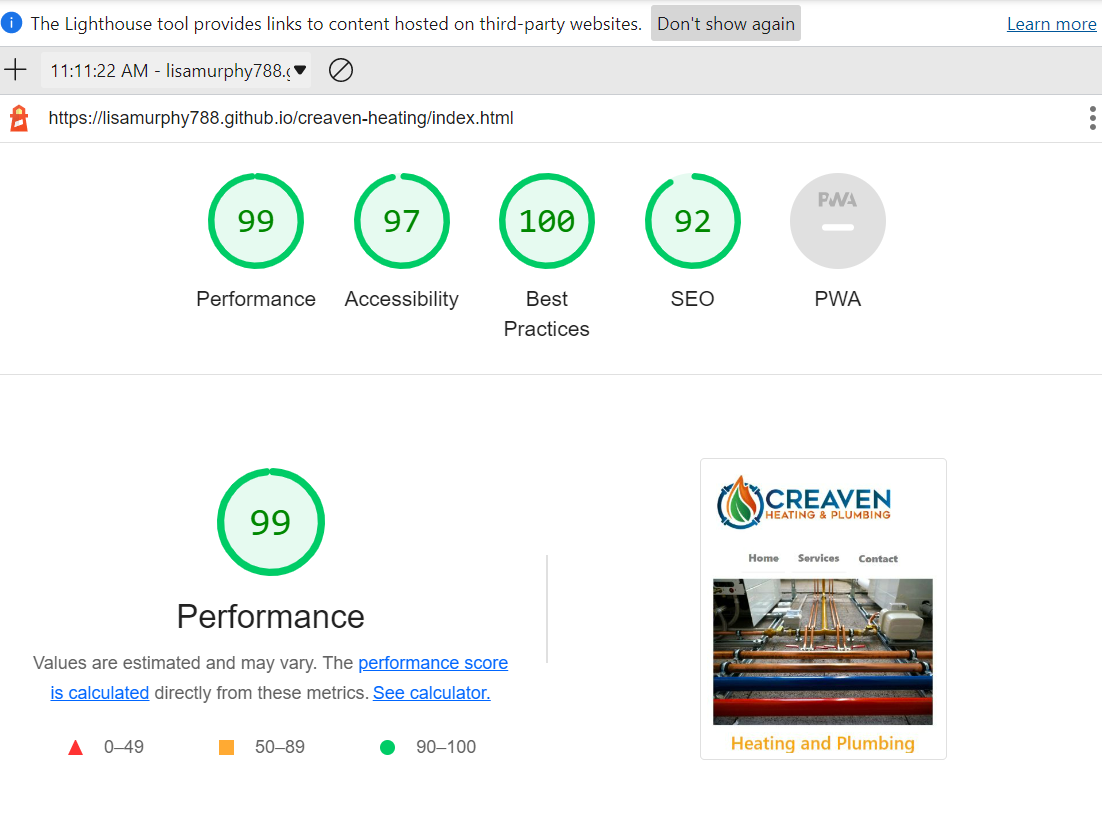 The Lighthouse tool provides links to content hosted on third-party websites. Don't show again Learn more
11:11:22 AM - lisamurphy788.g
https://lisamurphy788.github.io/creaven-heating/index.html
PWA
99 97 100 92
Performance Accessibility Best Practices SEO PWA
99
Performance
Values are estimated and may vary. The performance score
is calculated directly from these metrics. See calculator.
0–49 50–89 90–100
CREAVEN
HEATING & PLUMBING
Home Services Contact
Heating and Plumbing